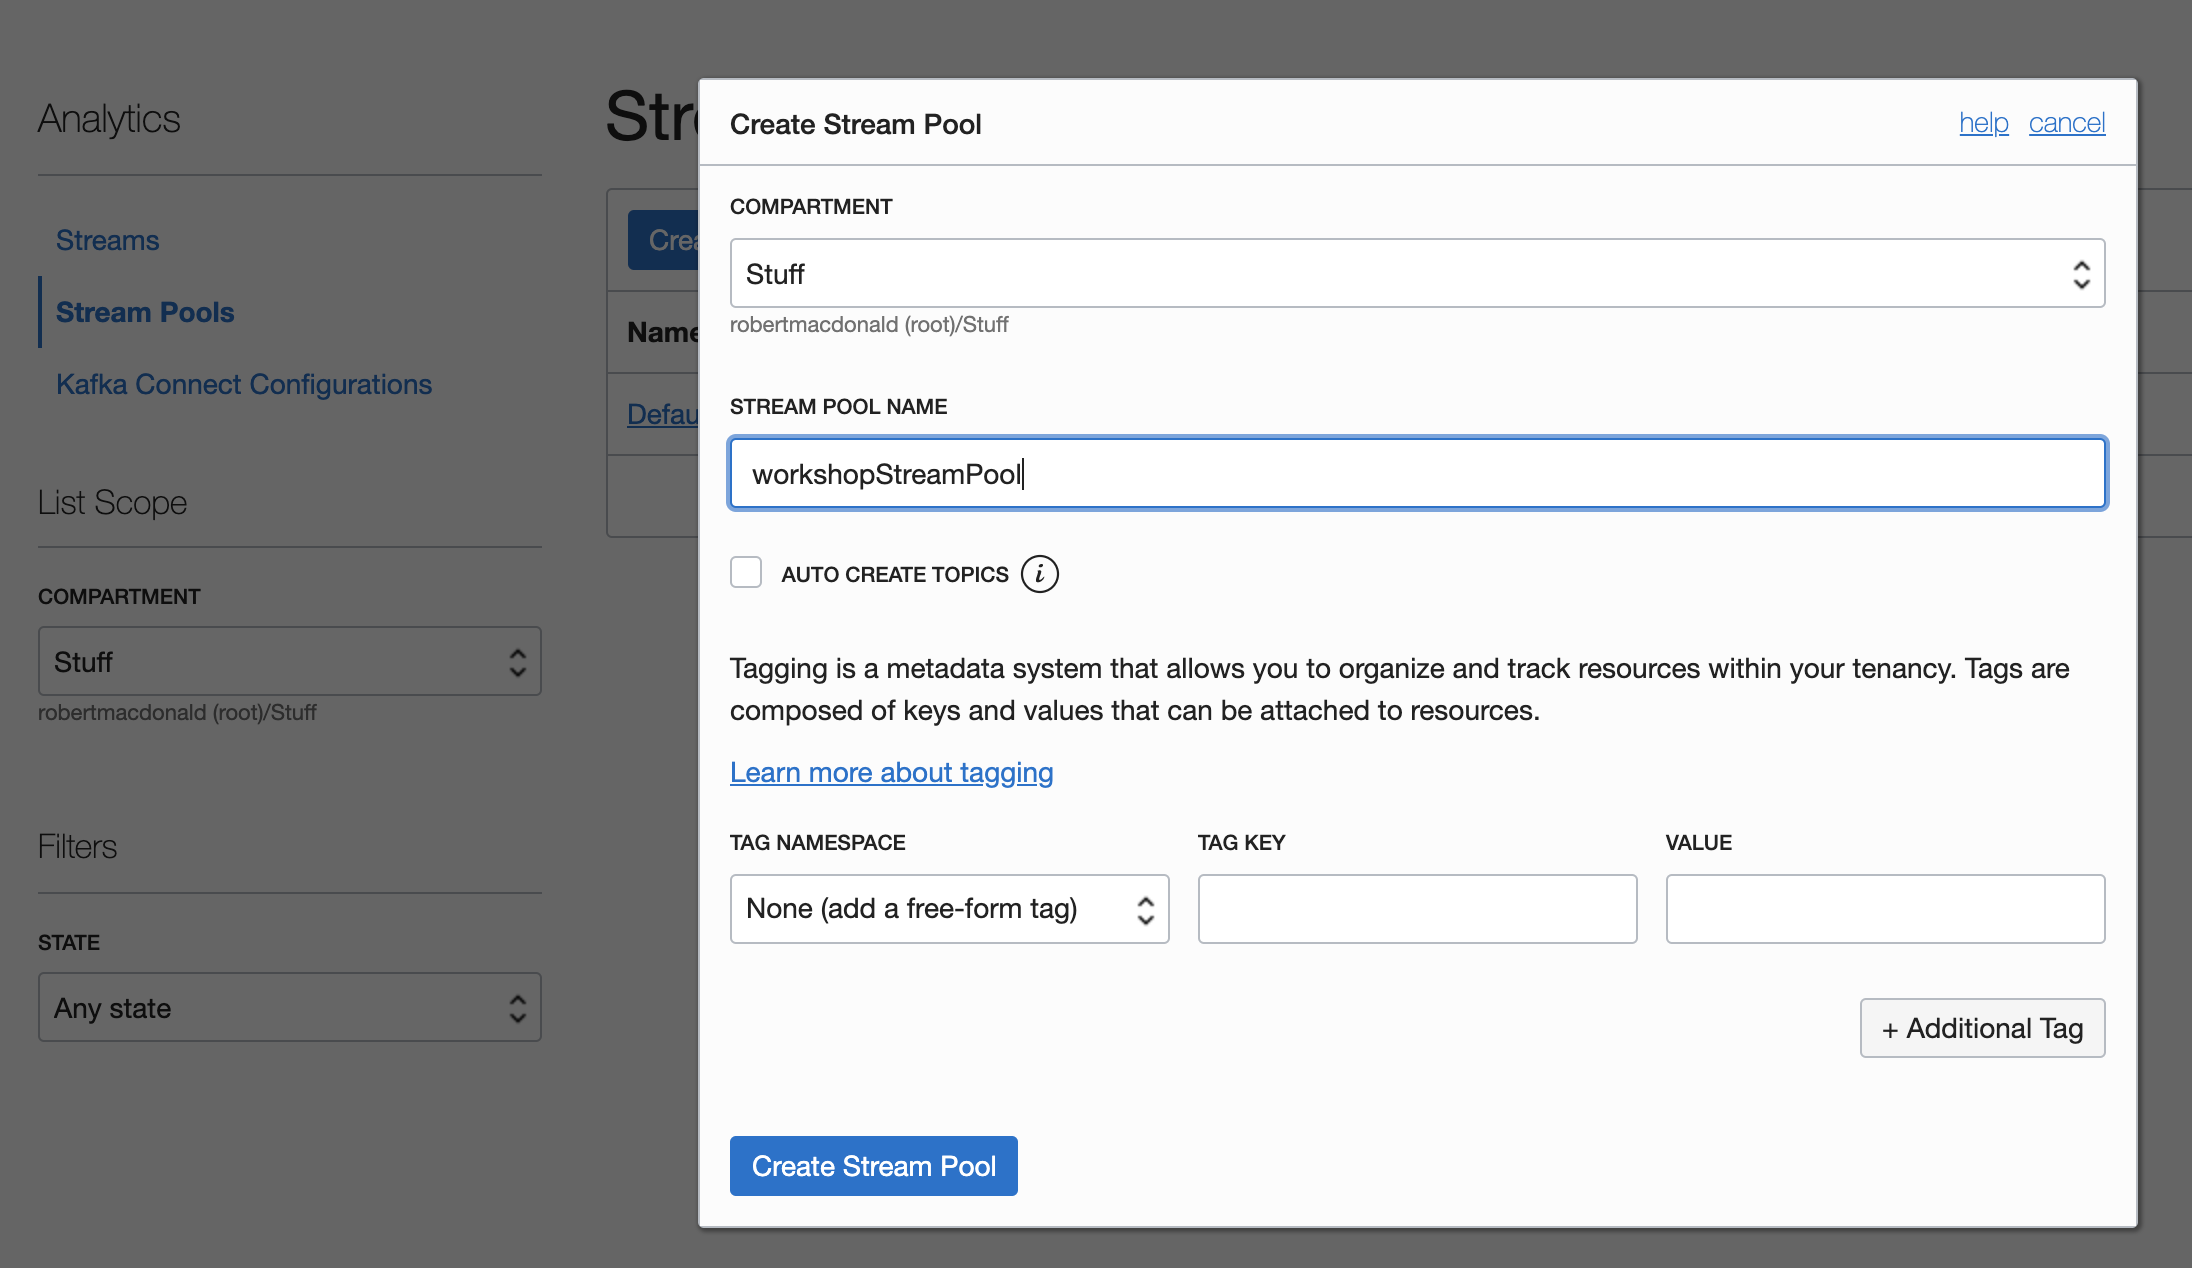 Analytics
Streams
Stream Pools
Kafka Connect Configurations
List Scope
COMPARTMENT
Stuff
robertmacdonald (root)/Stuff
Filters
STATE
Any state
Name
Create Stream Pool
help cancel
COMPARTMENT
Stuff
robertmacdonald (root)/Stuff
STREAM POOL NAME
workshopStreamPool
AUTO CREATE TOPICS i
Tagging is a metadata system that allows you to organize and track resources within your tenancy. Tags are
composed of keys and values that can be attached to resources.
Learn more about tagging
TAG NAMESPACE TAG KEY VALUE
None (add a free-form tag)
+ Additional Tag
Create Stream Pool